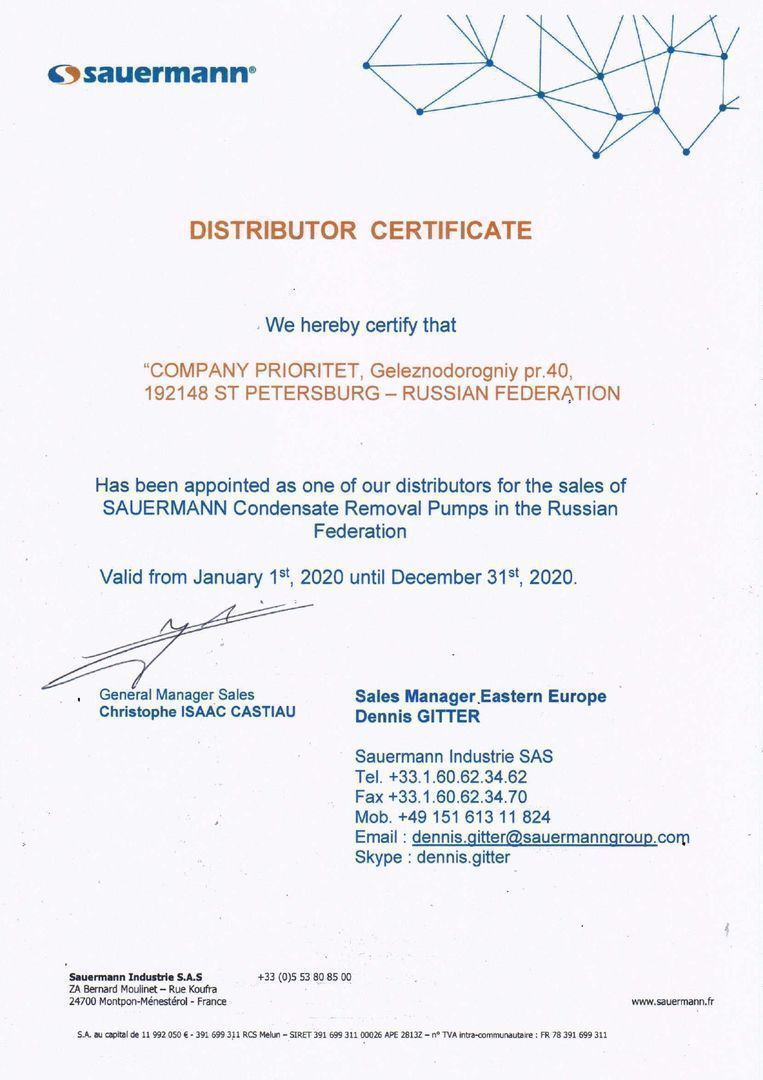 sauermann®
DISTRIBUTOR CERTIFICATE
We hereby certify that
“COMPANY PRIORITET, Geleznodorogniy pr.40,
192148 ST PETERSBURG – RUSSIAN FEDERATION
Has been appointed as one of our distributors for the sales of
SAUERMANN Condensate Removal Pumps in the Russian
Federation
Valid from January 1st, 2020 until December 31st, 2020.
General Manager Sales
Christophe ISAAC CASTIAU
Sales Manager Eastern Europe
Dennis GITTER
Sauermann Industrie SAS
Tel. +33.1.60.62.34.62
Fax +33.1.60.62.34.70
Mob. +49 151 613 11 824
Email : dennis.gitter@sauermanngroup.com
Skype : dennis.gitter
Sauermann Industrie S.A.S +33 (0)5 53 80 85 00
ZA Bernard Moulinet – Rue Koufra
24700 Montpon-Ménestérol - France
www.sauermann.fr
S.A. au capital de 11 992 050 € - 391 699 311 RCS Melun – SIRET 391 699 311 00026 APE 2813Z – n° TVA intra-communautaire : FR 78 391 699 311